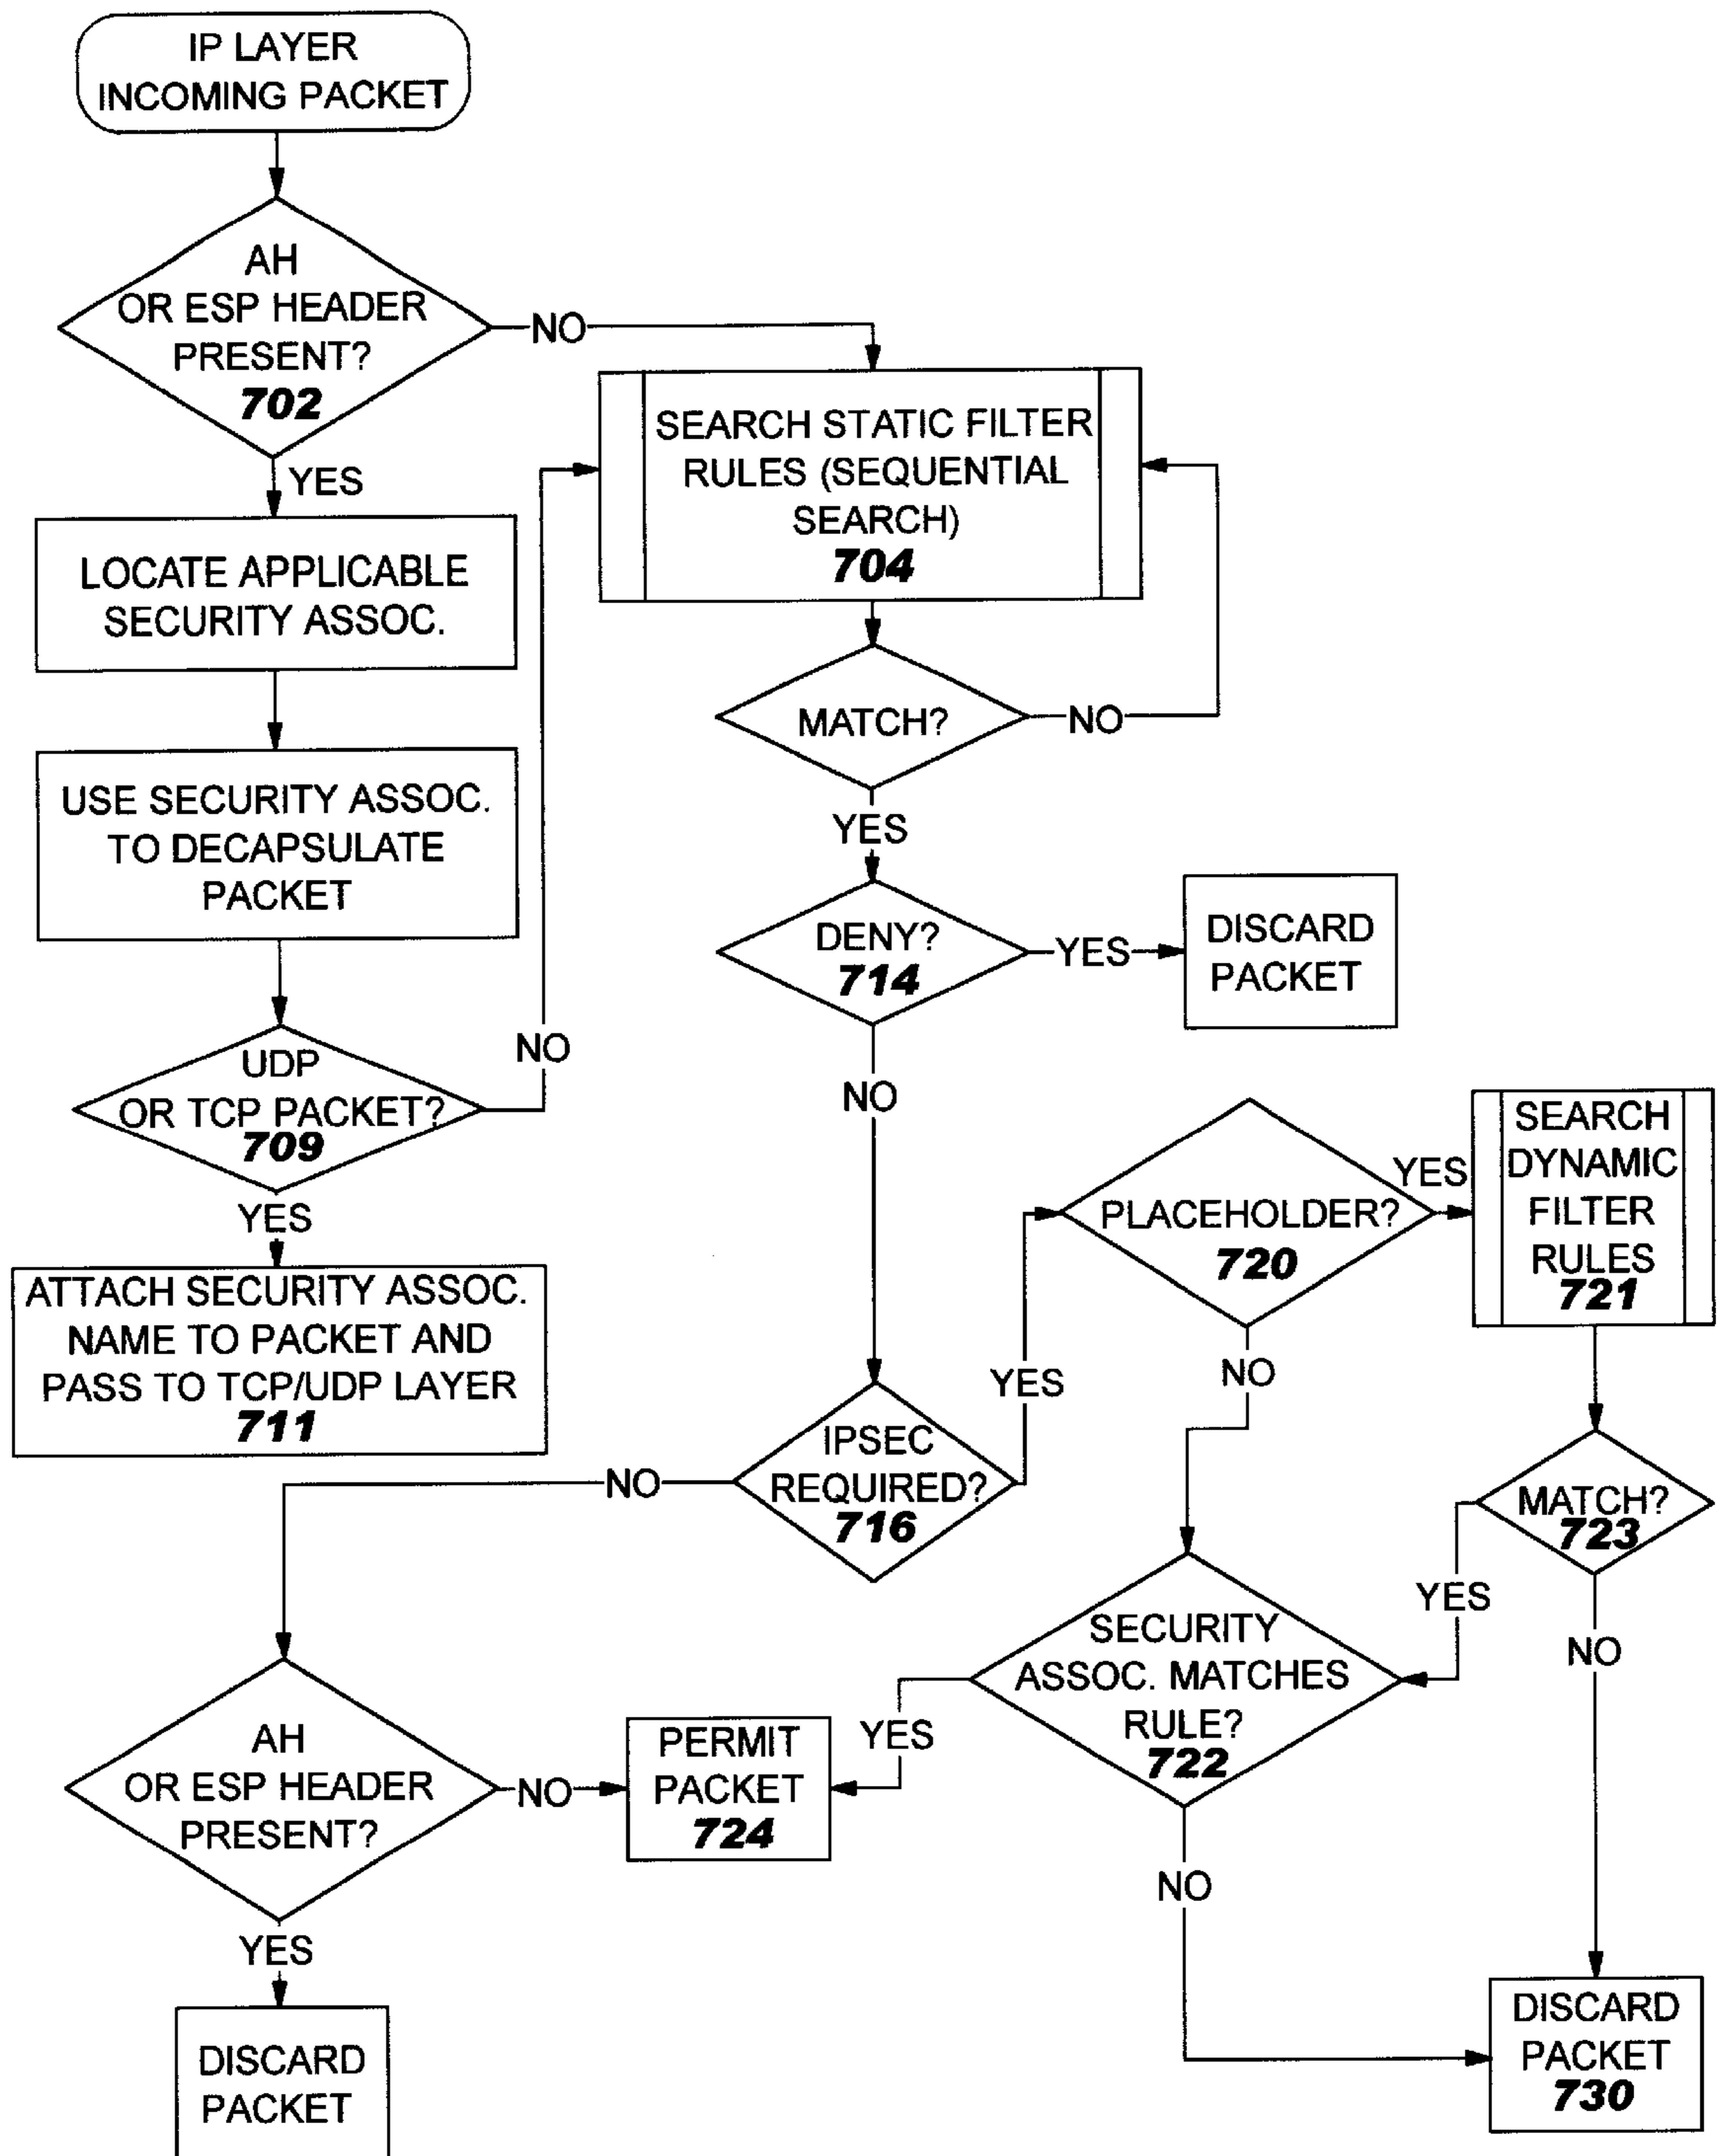 IP LAYER
INCOMING PACKET
AH
OR ESP HEADER
PRESENT?
702
NO
YES
SEARCH STATIC FILTER
RULES (SEQUENTIAL
SEARCH)
704
LOCATE APPLICABLE
SECURITY ASSOC.
MATCH?
NO
USE SECURITY ASSOC.
TO DECAPSULATE
PACKET
YES
DENY?
714
YES
DISCARD
PACKET
UDP
OR TCP PACKET?
709
NO
NO
YES
ATTACH SECURITY ASSOC.
NAME TO PACKET AND
PASS TO TCP/UDP LAYER
711
PLACEHOLDER?
720
YES
SEARCH
DYNAMIC
FILTER
RULES
721
NO
YES
IPSEC
REQUIRED?
716
NO
MATCH?
723
YES
NO
SECURITY
ASSOC. MATCHES
RULE?
722
YES
NO
AH
OR ESP HEADER
PRESENT?
NO
PERMIT
PACKET
724
YES
DISCARD
PACKET
DISCARD
PACKET
730